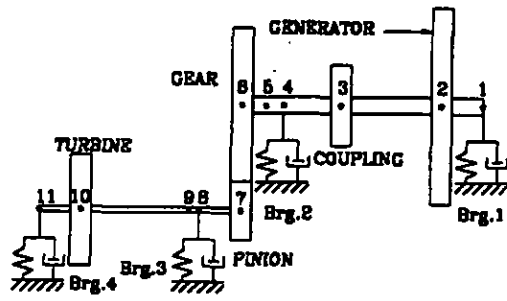 GENERATOR
GEAR
6 5 4 3 2 1
COUPLING
TURBINE
Brg.2
Brg.1
11 10 9 8 7
Brg.3
PINION
Brg.4